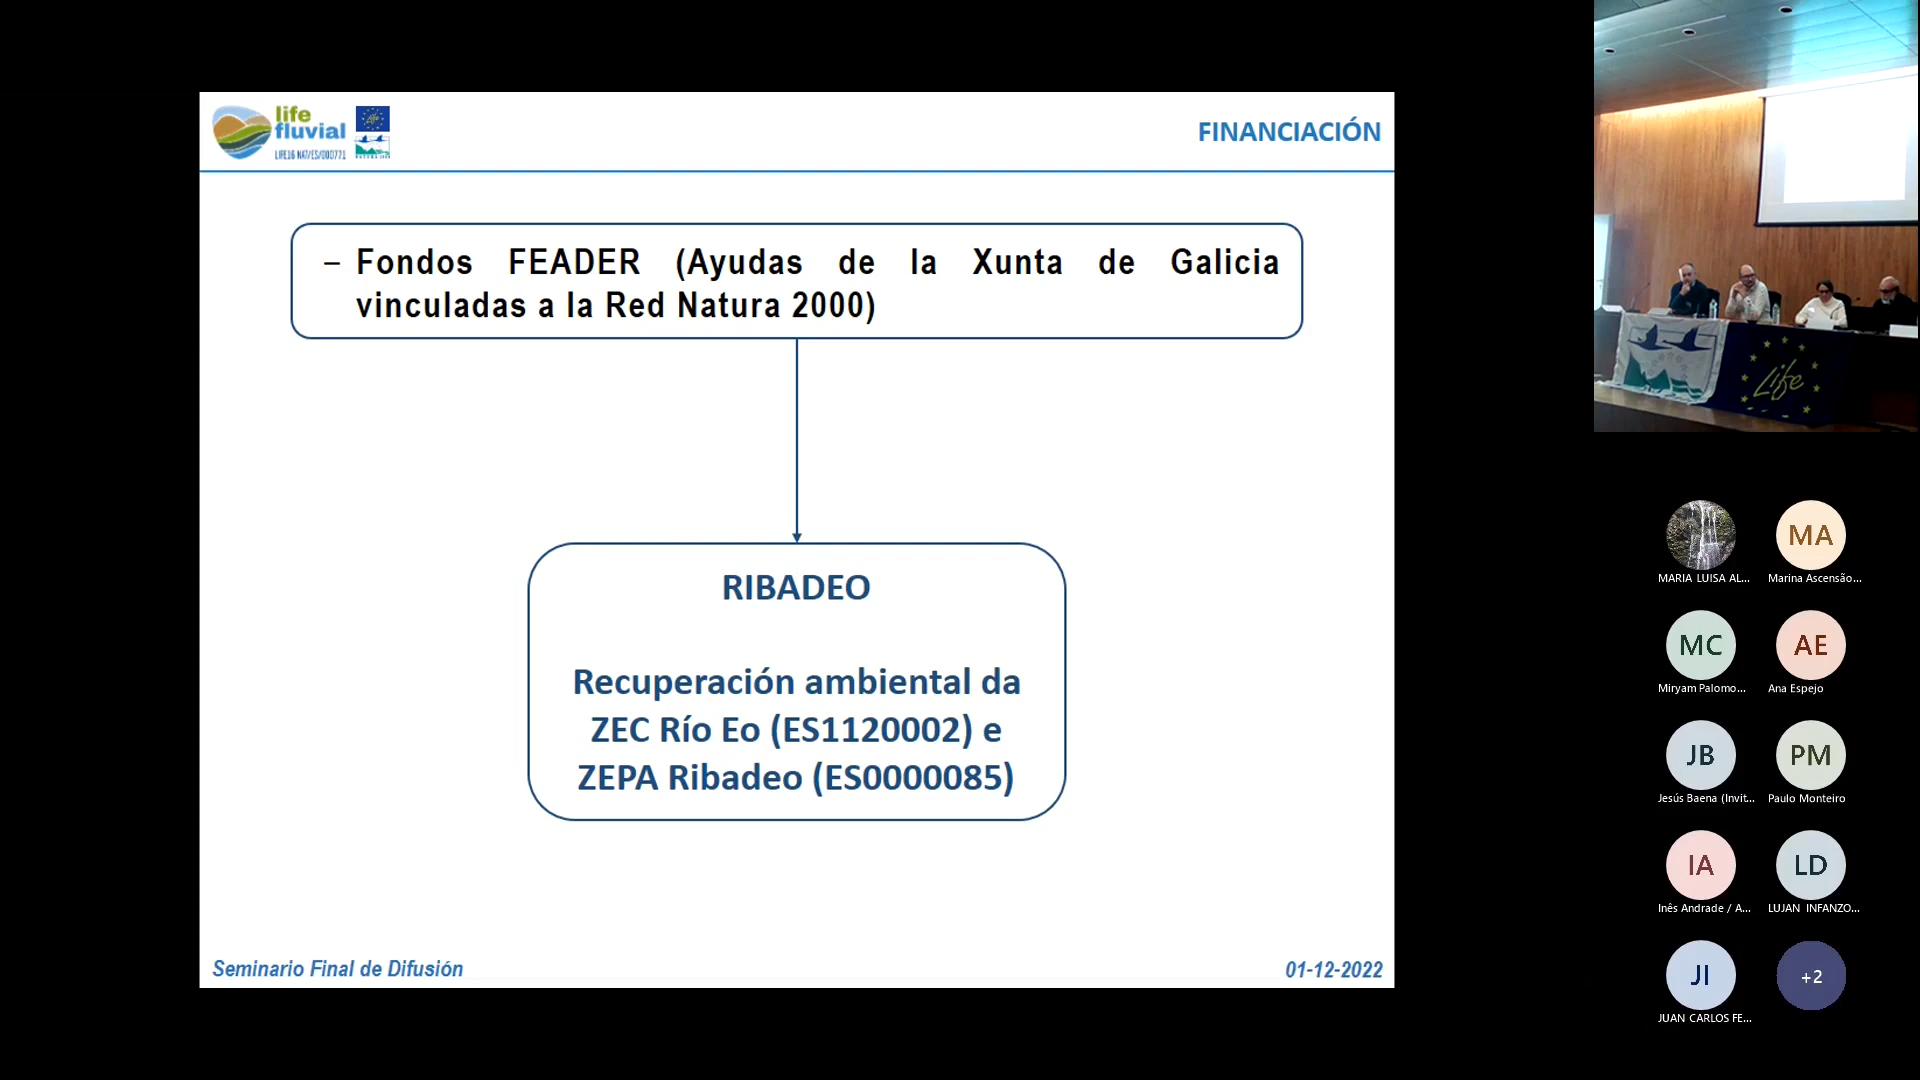 life
fluvial
LIFE16 NAT/ES/000771
FINANCIACIÓN
– Fondos FEADER (Ayudas de la Xunta de Galicia
vinculadas a la Red Natura 2000)
RIBADEO
Recuperación ambiental da
ZEC Río Eo (ES1120002) e
ZEPA Ribadeo (ES0000085)
Seminario Final de Difusión
01-12-2022
Life
MARIA LUISA AL...
MA
Marina Ascensão...
MC
Miryam Palomo...
AE
Ana Espejo
JB
Jesús Baena (Invit...
PM
Paulo Monteiro
IA
Inês Andrade / A...
LD
LUJAN INFANZO...
JI
JUAN CARLOS FE...
+2